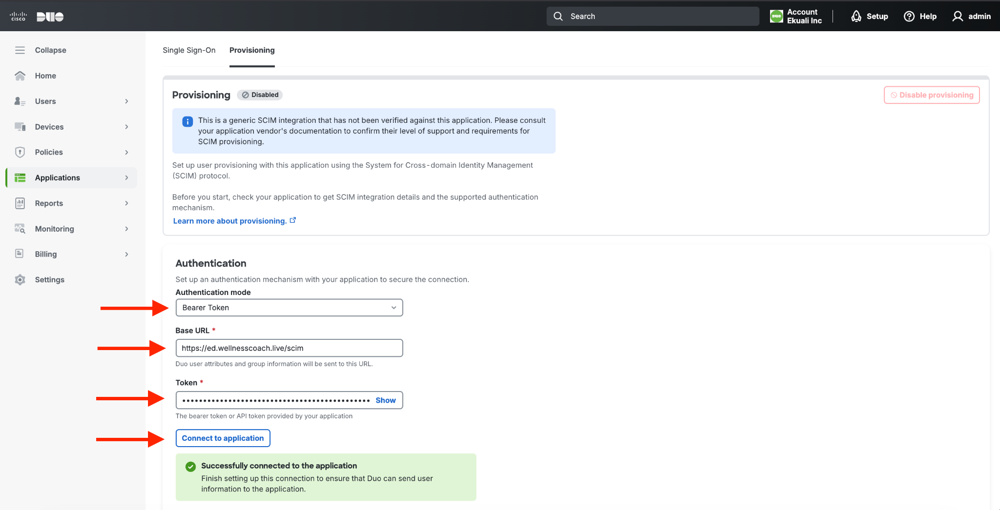 CISCO
DUO
Search
Account
Ekuali Inc
Setup
Help
admin
Collapse
Home
Users
Devices
Policies
Applications
Reports
Monitoring
Billing
Settings
Single Sign-On
Provisioning
Provisioning
Disabled
Disable provisioning
This is a generic SCIM integration that has not been verified against this application. Please consult
your application vendor's documentation to confirm their level of support and requirements for
SCIM provisioning.
Set up user provisioning with this application using the System for Cross-domain Identity Management
(SCIM) protocol.
Before you start, check your application to get SCIM integration details and the supported authentication
mechanism.
Learn more about provisioning.
Authentication
Set up an authentication mechanism with your application to secure the connection.
Authentication mode
Bearer Token
Base URL *
https://ed.wellnesscoach.live/scim
Duo user attributes and group information will be sent to this URL.
Token *
Show
The bearer token or API token provided by your application
Connect to application
Successfully connected to the application
Finish setting up this connection to ensure that Duo can send user
information to the application.